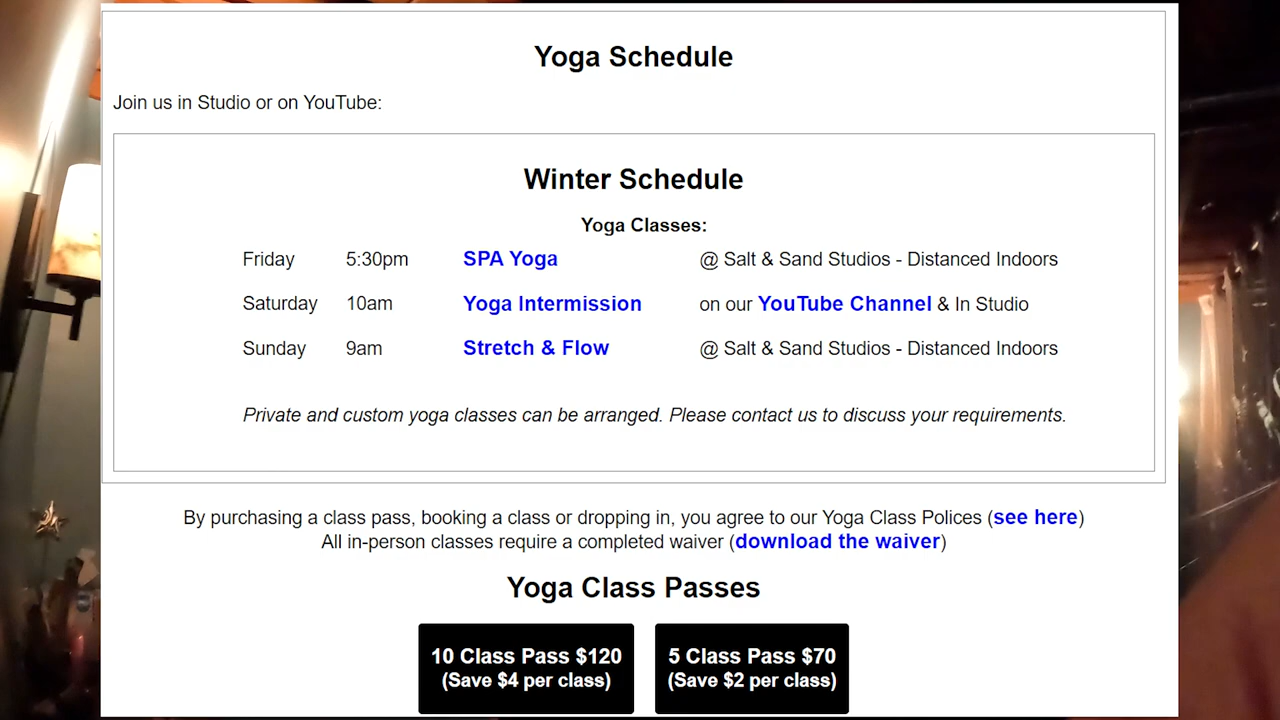 Yoga Schedule
Join us in Studio or on YouTube:
Winter Schedule
Yoga Classes:
Friday 5:30pm SPA Yoga @ Salt & Sand Studios - Distanced Indoors
Saturday 10am Yoga Intermission on our YouTube Channel & In Studio
Sunday 9am Stretch & Flow @ Salt & Sand Studios - Distanced Indoors
Private and custom yoga classes can be arranged. Please contact us to discuss your requirements.
By purchasing a class pass, booking a class or dropping in, you agree to our Yoga Class Polices (see here)
All in-person classes require a completed waiver (download the waiver)
Yoga Class Passes
10 Class Pass $120
(Save $4 per class)
5 Class Pass $70
(Save $2 per class)